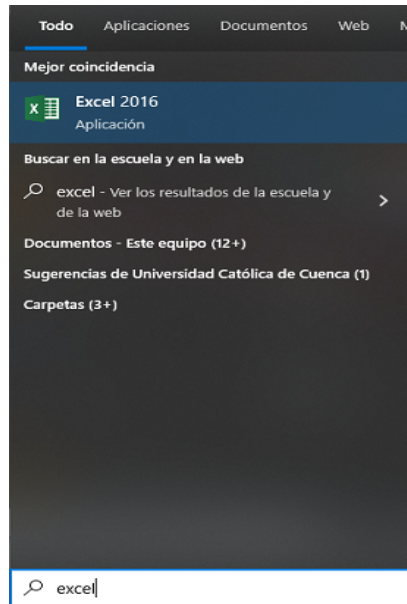 Todo Aplicaciones Documentos Web
Mejor coincidencia
Excel 2016
Aplicación
Buscar en la escuela y en la web
excel - Ver los resultados de la escuela y
de la web
Documentos - Este equipo (12+)
Sugerencias de Universidad Católica de Cuenca (1)
Carpetas (3+)
excel